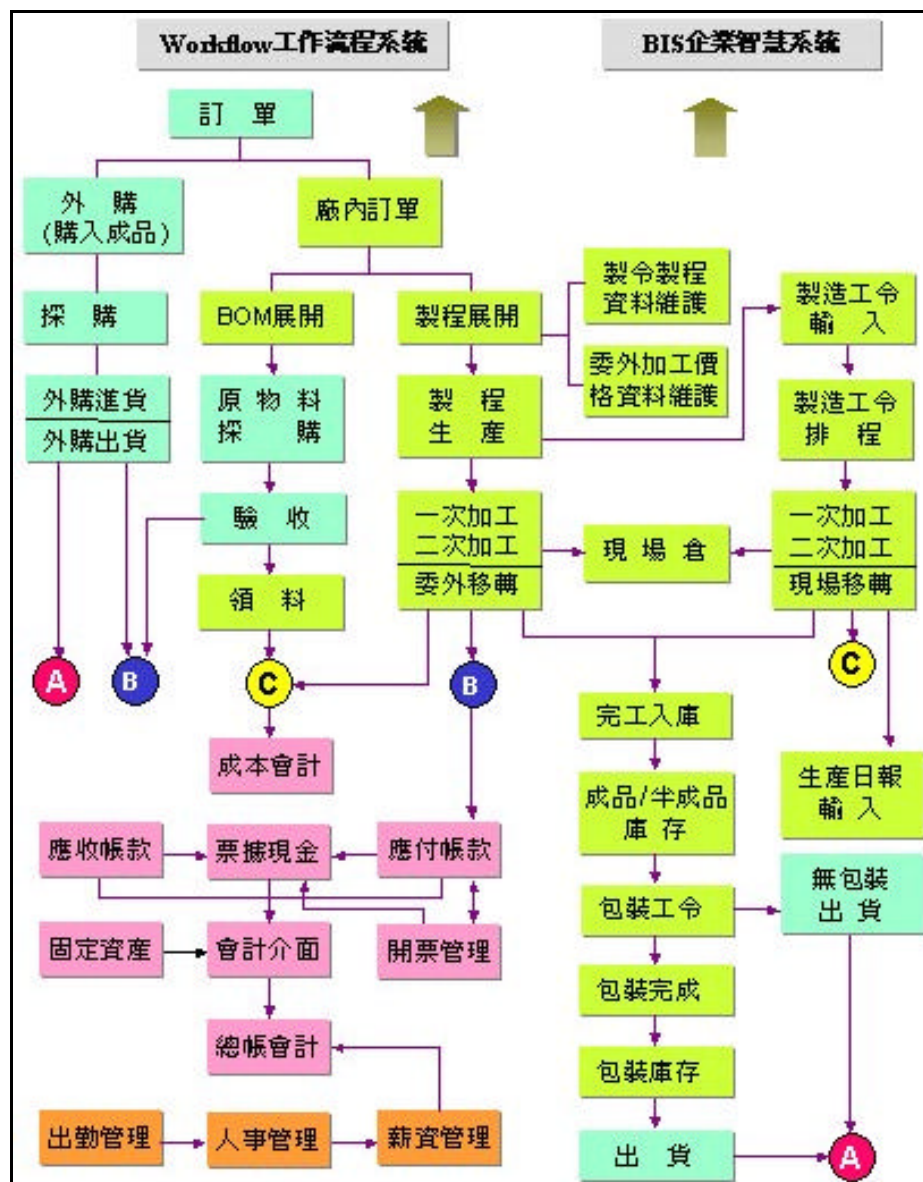 Workflow工作流程系統
BIS企業智慧系統
訂單
外購
(購入成品)
廠內訂單
採購
BOM展開
製程展開
製令製程
資料維護
製造工令
輸入
外購進貨
外購出貨
原物料
採購
製程
生產
委外加工價
格資料維護
製造工令
排程
驗收
一次加工
二次加工
委外移轉
現場倉
一次加工
二次加工
現場移轉
領料
A
B
C
B
C
完工入庫
成本會計
成品/半成品
庫存
生產日報
輸入
應收帳款
票據現金
應付帳款
包裝工令
無包裝
出貨
固定資產
會計介面
開票管理
包裝完成
總帳會計
包裝庫存
出勤管理
人事管理
薪資管理
出貨
A